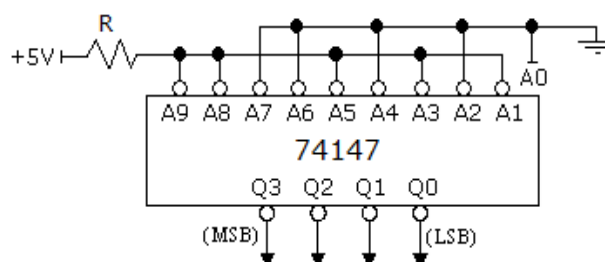 R
+5V
A0
A9 A8 A7 A6 A5 A4 A3 A2 A1
74147
Q3 Q2 Q1 Q0
(MSB) (LSB)